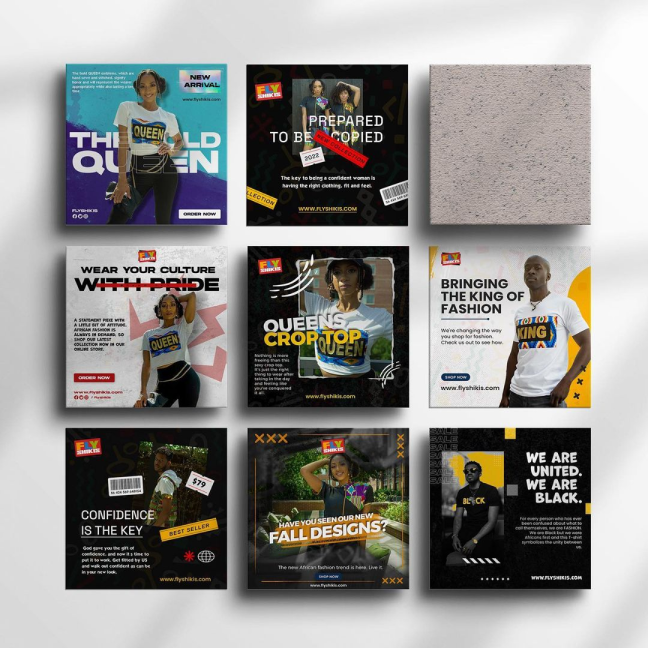 NEW
ARRIVAL
www.flyshikis.com
THE BOLD
QUEEN
QUEEN
FLYSHIKIS
ORDER NOW
FLY
SHIKIS
PREPARED
TO BE COPIED
NEW COLLECTION
2022
The key to being a confident woman is
having the right clothing, fit and feel.
WWW.FLYSHIKIS.COM
FLY
SHIKIS
WEAR YOUR CULTURE
WITH PRIDE
A STATEMENT PIECE WITH
A LITTLE BIT OF ATTITUDE.
AFRICAN FASHION IS
ALWAYS IN DEMAND, SO
SHOP OUR LATEST
COLLECTION NOW IN OUR
ONLINE STORE.
QUEEN
ORDER NOW
WWW.FLYSHIKIS.COM
/ FLYSHIKIS
FLY
SHIKIS
QUEENS
CROP TOP
QUEEN
Nothing is more
freeing than this
sexy crop top.
It's just the right
thing to wear after
taking in the day
and feeling like
you've conquered
it all.
www.flyshikis.com
FLY
SHIKIS
BRINGING
THE KING OF
FASHION
We're changing the way
you shop for fashion.
Check us out to see how.
KING
SHOP NOW
www.flyshikis.com
FLY
SHIKIS
$79
CONFIDENCE
IS THE KEY
BEST SELLER
God gave you the gift of
confidence, and now it's time to
put it to work. Get fitted by US
and walk out confident as can be
in your new look.
www.flyshikis.com
FLY
SHIKIS
HAVE YOU SEEN OUR NEW
FALL DESIGNS?
The new African fashion trend is here. Live it.
SHOP NOW
www.flyshikis.com
SALE
SALE
SALE
BLACK
WE ARE
UNITED.
WE ARE
BLACK.
For many person who has ever
been confused about what to
call themselves, we are FASHION.
We are Black but we were
Africans first and the F-shirt
symbolizes the unity between
us.
WWW.FLYSHIKIS.COM